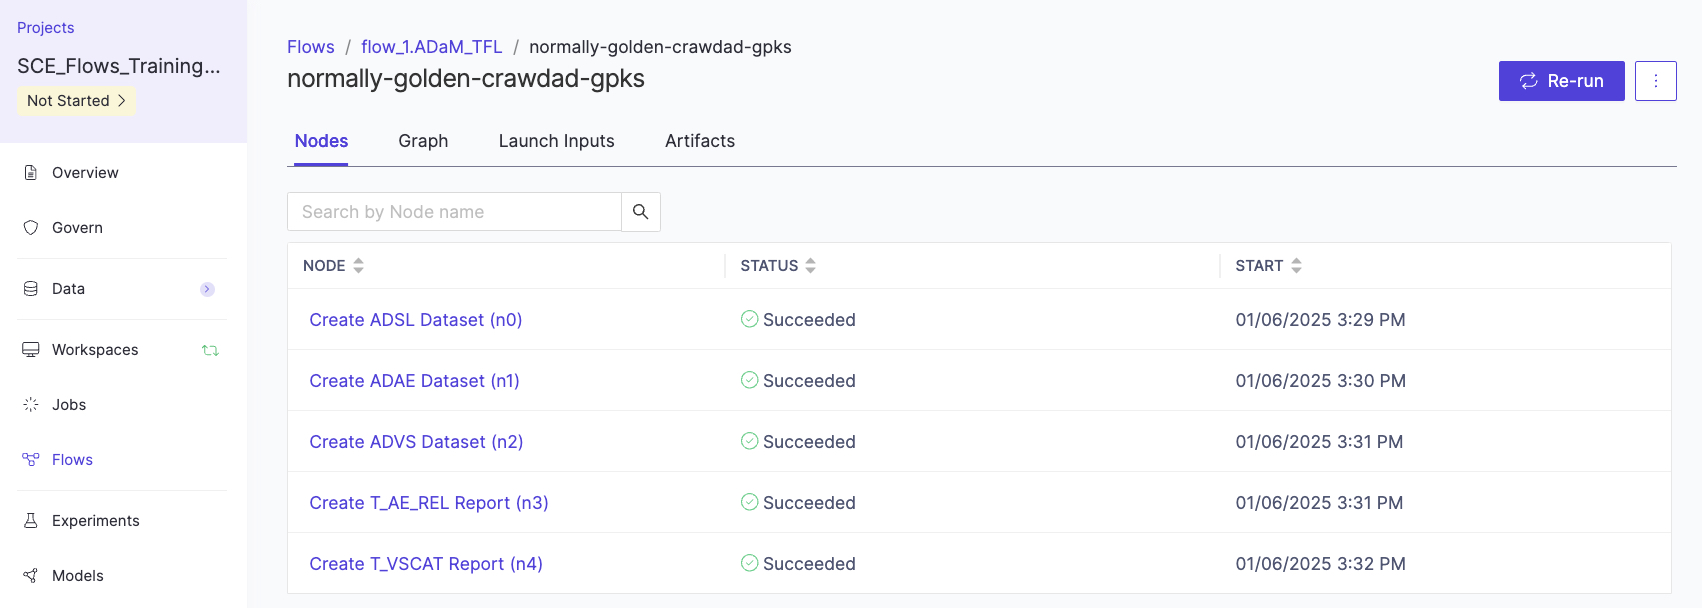 Projects
SCE_Flows_Training...
Not Started
Overview
Govern
Data
Workspaces
Jobs
Flows
Experiments
Models
Flows / flow_1.ADaM_TFL / normally-golden-crawdad-gpks
normally-golden-crawdad-gpks
Re-run
Nodes Graph Launch Inputs Artifacts
Search by Node name
NODE STATUS START
Create ADSL Dataset (n0) Succeeded 01/06/2025 3:29 PM
Create ADAE Dataset (n1) Succeeded 01/06/2025 3:30 PM
Create ADVS Dataset (n2) Succeeded 01/06/2025 3:31 PM
Create T_AE_REL Report (n3) Succeeded 01/06/2025 3:31 PM
Create T_VSCAT Report (n4) Succeeded 01/06/2025 3:32 PM